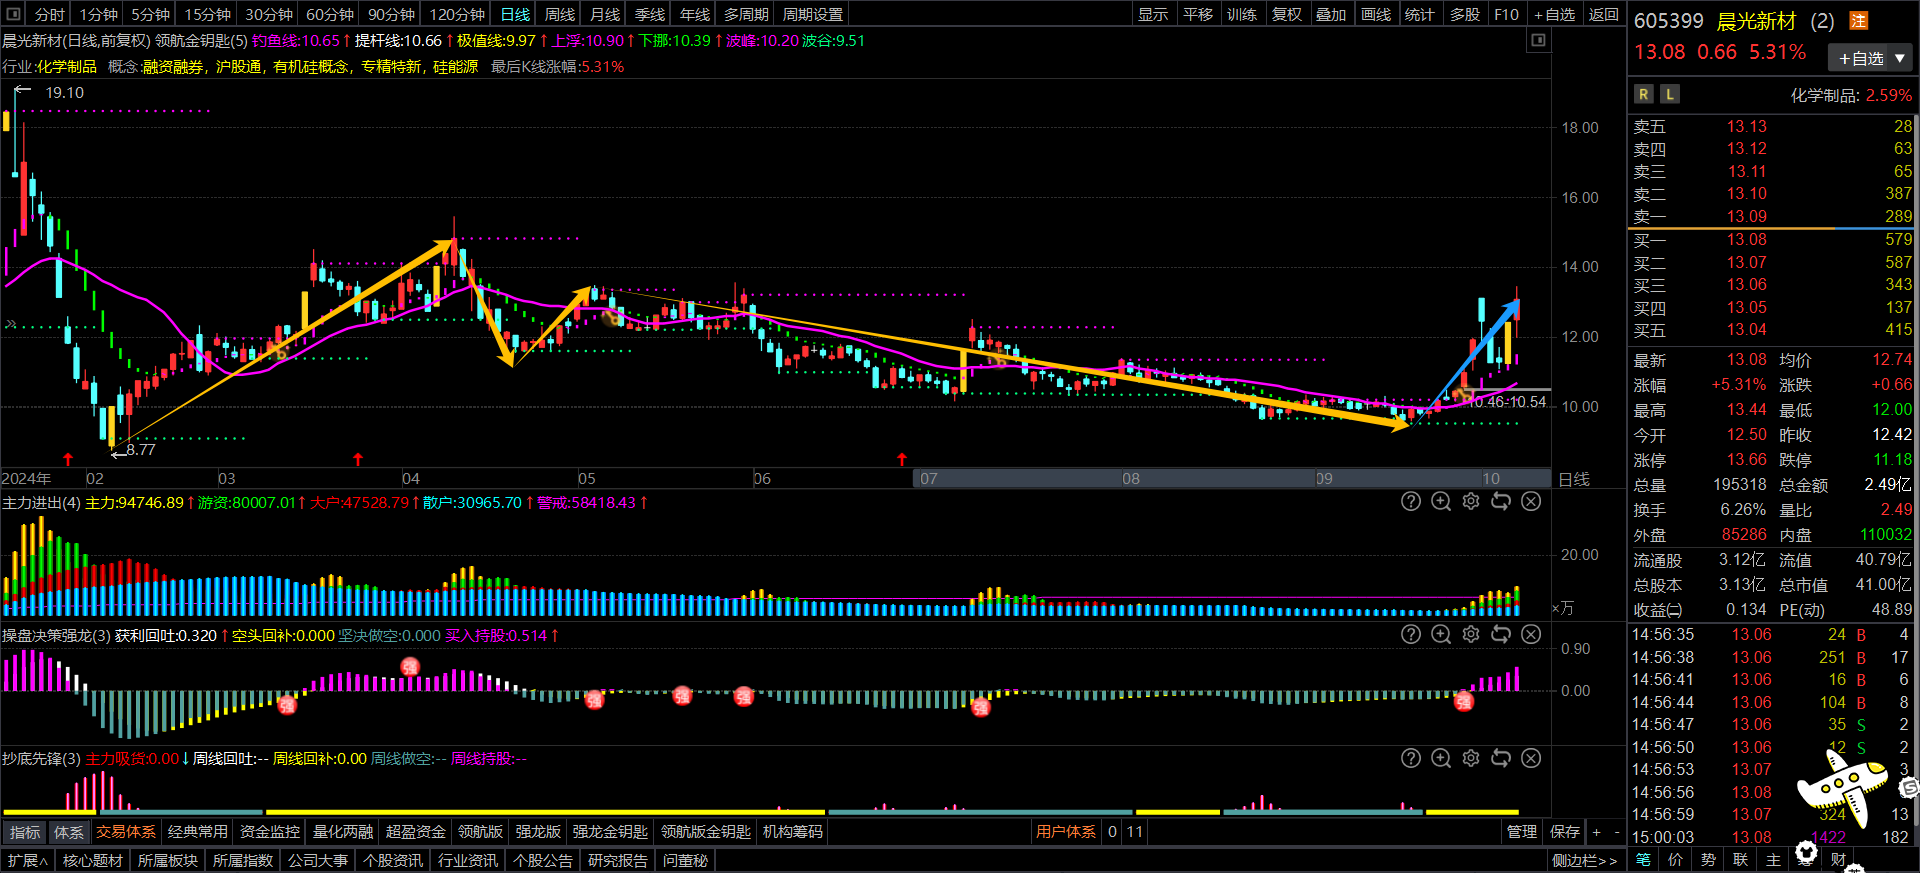 分时 1分钟 5分钟 15分钟 30分钟 60分钟 90分钟 120分钟 日线 周线 月线 季线 年线 多周期 周期设置 显示 平移 训练 复权 叠加 画线 统计 多股 F10 +自选 返回
605399 晨光新材 (2) 注
晨光新材(日线,前复权) 领航金钥匙(5) 钓鱼线:10.65↑ 提杆线:10.66↑ 极值线:9.97↑ 上浮:10.90↑ 下挪:10.39↑ 波峰:10.20 波谷:9.51
13.08 0.66 5.31%
+自选 ▼
行业:化学制品 概念:融资融券，沪股通，有机硅概念，专精特新，硅能源 最后K线涨幅:5.31%
R L 化学制品: 2.59%
19.10
18.00
16.00
14.00
12.00
10.00
10.46-10.54
8.77
2024年 02 03 04 05 06 07 08 09 10 日线
卖五 13.13 28
卖四 13.12 63
卖三 13.11 65
卖二 13.10 387
卖一 13.09 289
买一 13.08 579
买二 13.07 587
买三 13.06 343
买四 13.05 137
买五 13.04 415
最新 13.08 均价 12.74
涨幅 +5.31% 涨跌 +0.66
最高 13.44 最低 12.00
今开 12.50 昨收 12.42
涨停 13.66 跌停 11.18
总量 195318 总金额 2.49亿
换手 6.26% 量比 2.49
外盘 85286 内盘 110032
流通股 3.12亿 流值 40.79亿
总股本 3.13亿 总市值 41.00亿
收益㈡ 0.134 PE(动) 48.89
主力进出(4) 主力:94746.89↑ 游资:80007.01↑ 大户:47528.79↑ 散户:30965.70↑ 警戒:58418.43↑
20.00
×万
操盘决策强龙(3) 获利回吐:0.320↑ 空头回补:0.000 坚决做空:0.000 买入持股:0.514↑
0.90
0.00
强 强 强 强 强 强 强
抄底先锋(3) 主力吸货:0.00↓ 周线回吐:-- 周线回补:0.00 周线做空:-- 周线持股:--
14:56:35 13.06 24 B 4
14:56:38 13.06 251 B 17
14:56:41 13.06 16 B 6
14:56:44 13.06 104 B 8
14:56:47 13.06 35 S 2
14:56:50 13.06 12 S 2
14:56:53 13.07 3
14:56:56 13.08
14:56:59 13.07 324 13
15:00:03 13.08 1422 182
指标 体系 交易体系 经典常用 资金监控 量化两融 超盈资金 领航版 强龙版 强龙金钥匙 领航版金钥匙 机构筹码 用户体系 0 11 管理 保存 + -
扩展∧ 核心题材 所属板块 所属指数 公司大事 个股资讯 行业资讯 个股公告 研究报告 问董秘 侧边栏>>
笔 价 势 联 主 财